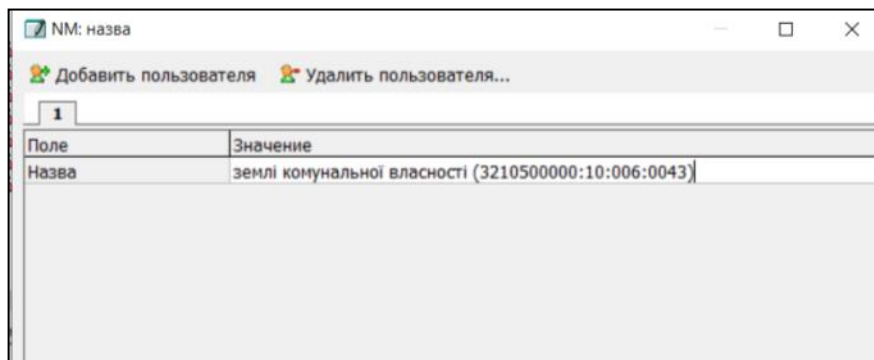 NM: назва
Добавить пользователя Удалить пользователя...
1
Поле Значение
Назва землі комунальної власності (3210500000:10:006:0043)